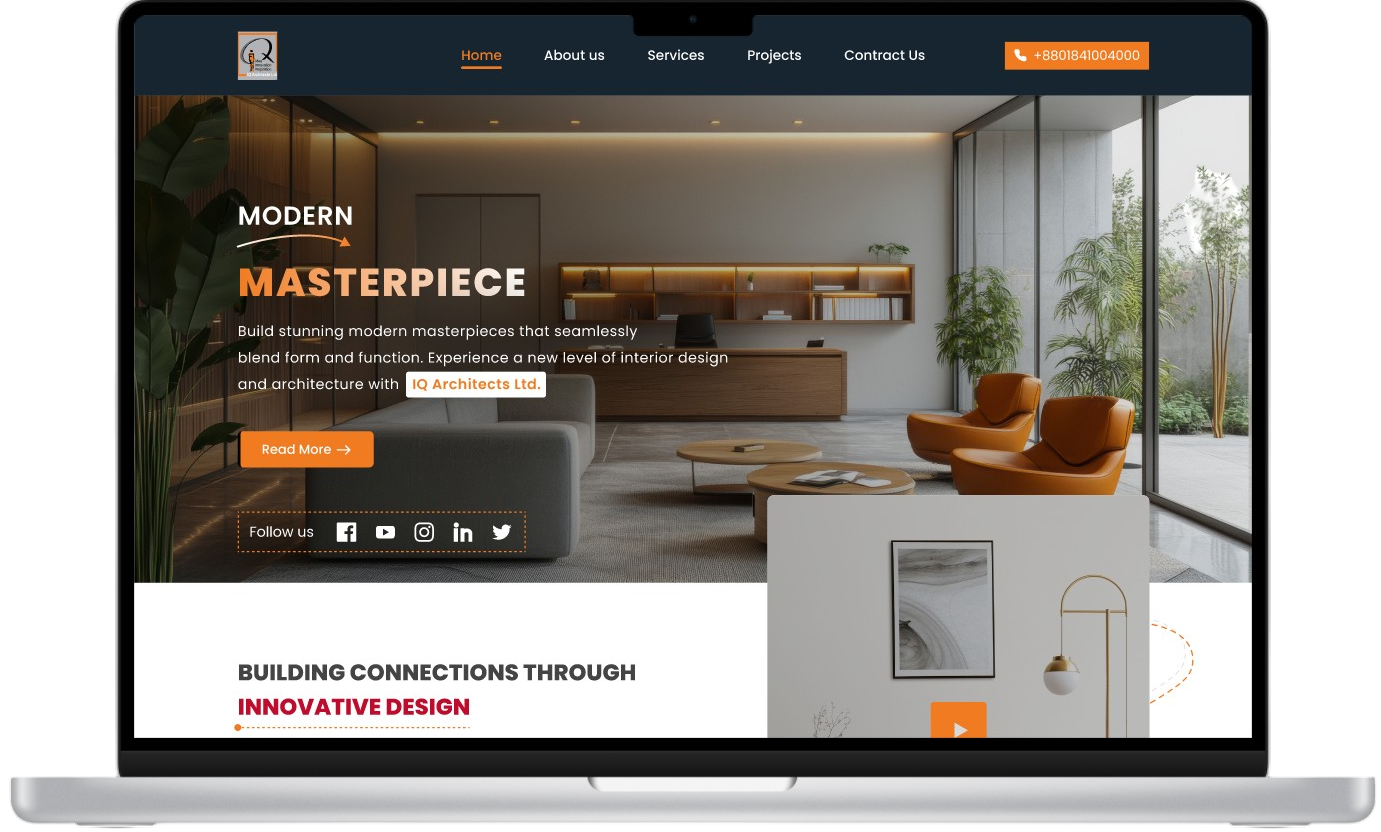 Home
About us
Services
Projects
Contract Us
+8801841004000
MODERN
MASTERPIECE
Build stunning modern masterpieces that seamlessly
blend form and function. Experience a new level of interior design
and architecture with IQ Architects Ltd.
Read More
Follow us
BUILDING CONNECTIONS THROUGH
INNOVATIVE DESIGN